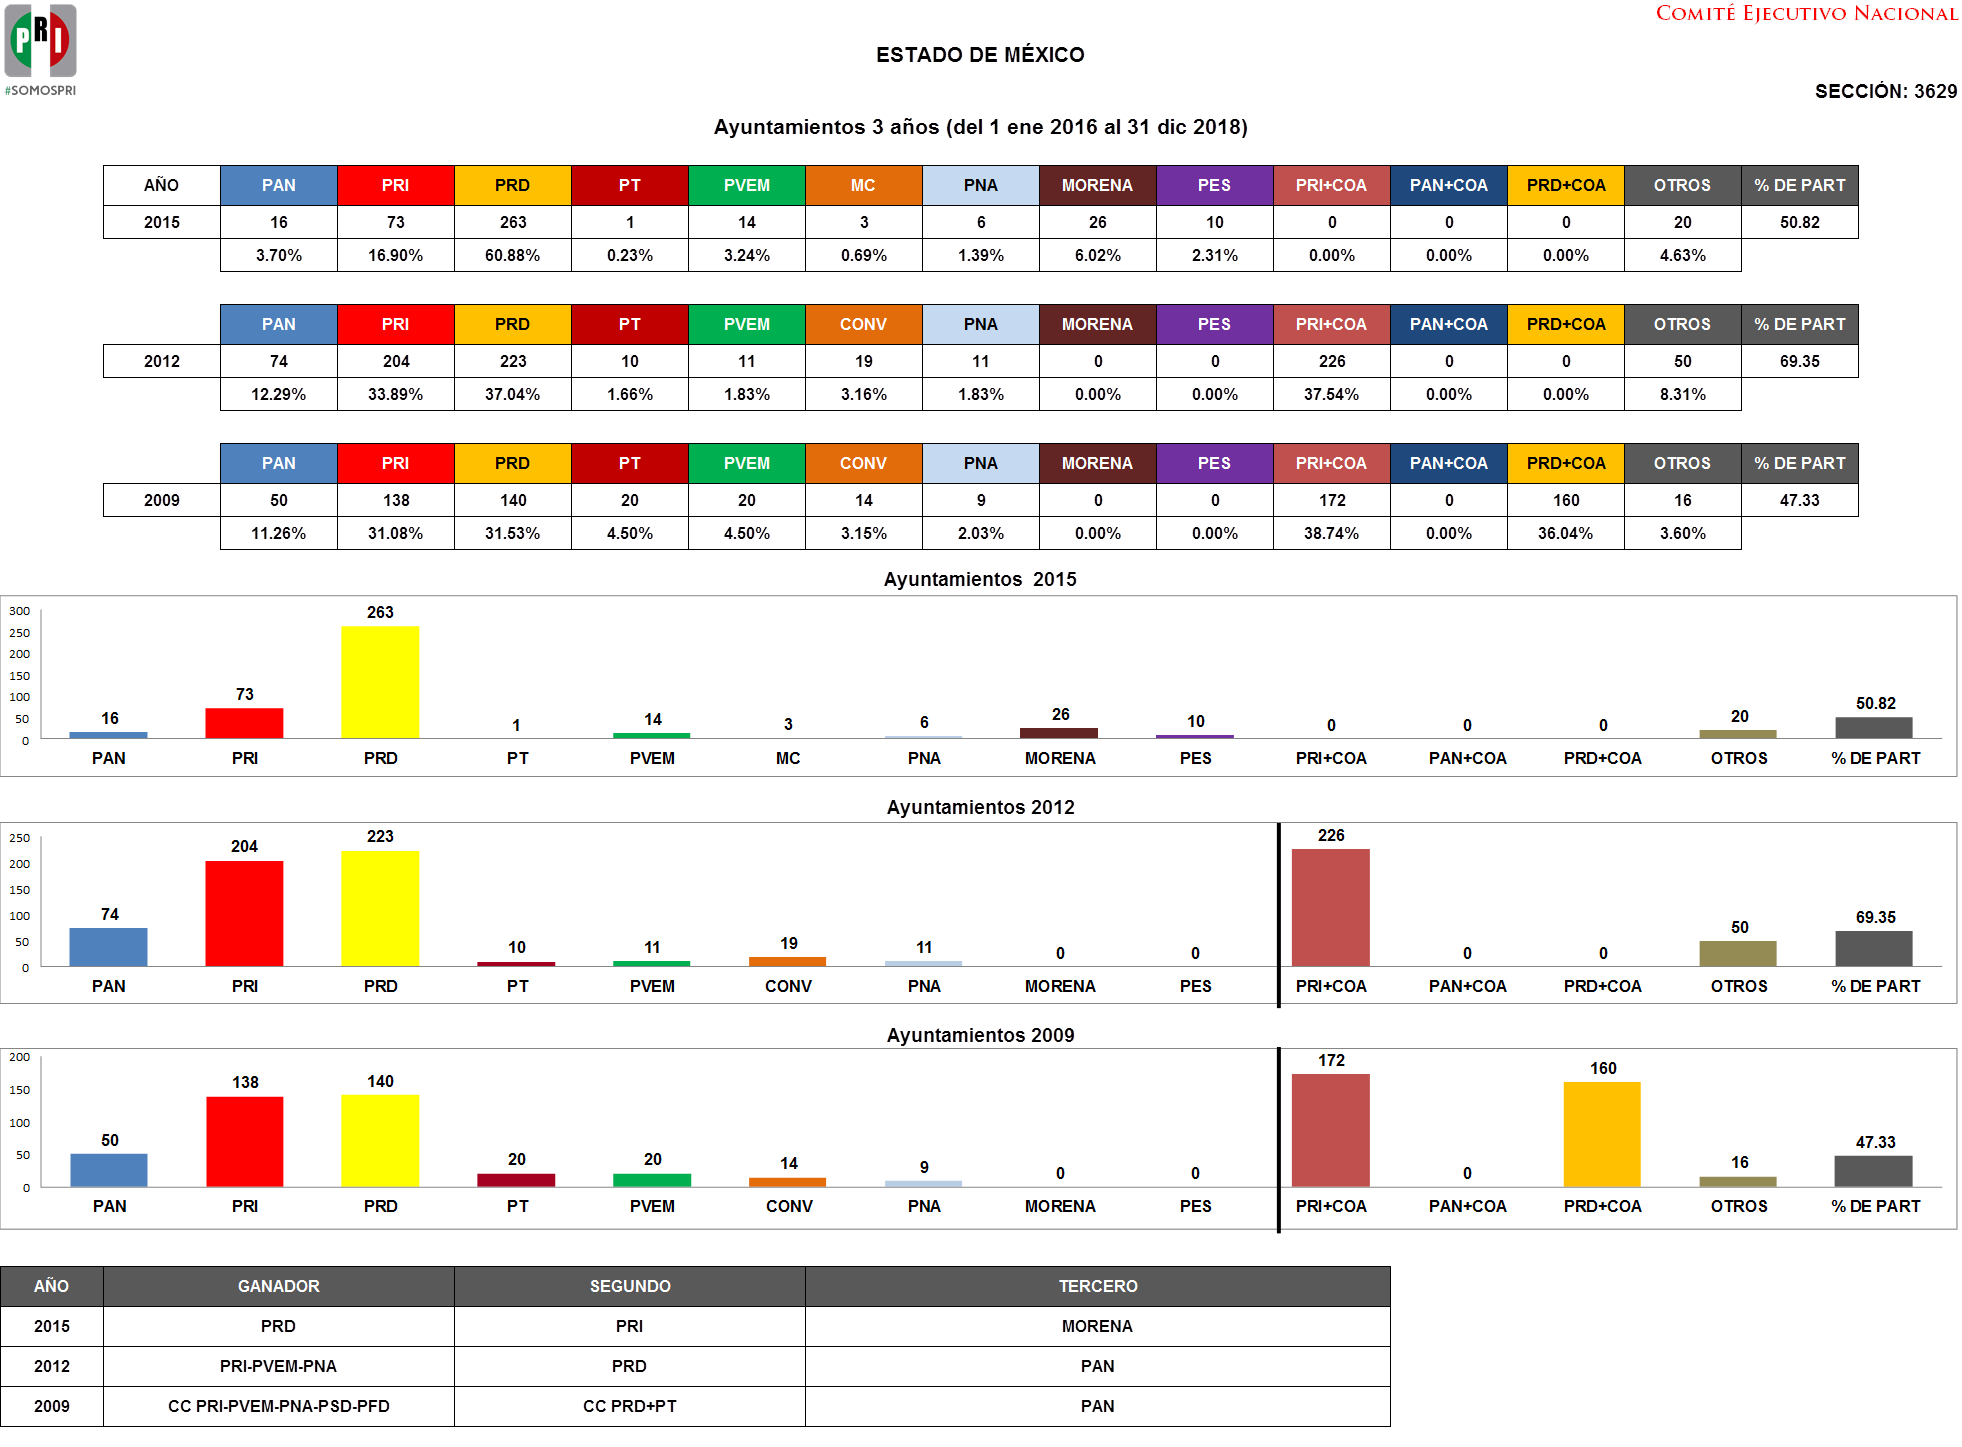 PRI
#SOMOSPRI
COMITÉ EJECUTIVO NACIONAL
ESTADO DE MÉXICO
SECCIÓN: 3629
Ayuntamientos 3 años (del 1 ene 2016 al 31 dic 2018)
AÑO PAN PRI PRD PT PVEM MC PNA MORENA PES PRI+COA PAN+COA PRD+COA OTROS % DE PART
2015 16 73 263 1 14 3 6 26 10 0 0 0 20 50.82
3.70% 16.90% 60.88% 0.23% 3.24% 0.69% 1.39% 6.02% 2.31% 0.00% 0.00% 0.00% 4.63%
PAN PRI PRD PT PVEM CONV PNA MORENA PES PRI+COA PAN+COA PRD+COA OTROS % DE PART
2012 74 204 223 10 11 19 11 0 0 226 0 0 50 69.35
12.29% 33.89% 37.04% 1.66% 1.83% 3.16% 1.83% 0.00% 0.00% 37.54% 0.00% 0.00% 8.31%
PAN PRI PRD PT PVEM CONV PNA MORENA PES PRI+COA PAN+COA PRD+COA OTROS % DE PART
2009 50 138 140 20 20 14 9 0 0 172 0 160 16 47.33
11.26% 31.08% 31.53% 4.50% 4.50% 3.15% 2.03% 0.00% 0.00% 38.74% 0.00% 36.04% 3.60%
Ayuntamientos 2015
300
250
200
150
100
50
0
16 73 263 1 14 3 6 26 10 0 0 0 20 50.82
PAN PRI PRD PT PVEM MC PNA MORENA PES PRI+COA PAN+COA PRD+COA OTROS % DE PART
Ayuntamientos 2012
250
200
150
100
50
0
74 204 223 10 11 19 11 0 0 226 0 0 50 69.35
PAN PRI PRD PT PVEM CONV PNA MORENA PES PRI+COA PAN+COA PRD+COA OTROS % DE PART
Ayuntamientos 2009
200
150
100
50
0
50 138 140 20 20 14 9 0 0 172 0 160 16 47.33
PAN PRI PRD PT PVEM CONV PNA MORENA PES PRI+COA PAN+COA PRD+COA OTROS % DE PART
AÑO GANADOR SEGUNDO TERCERO
2015 PRD PRI MORENA
2012 PRI-PVEM-PNA PRD PAN
2009 CC PRI-PVEM-PNA-PSD-PFD CC PRD+PT PAN